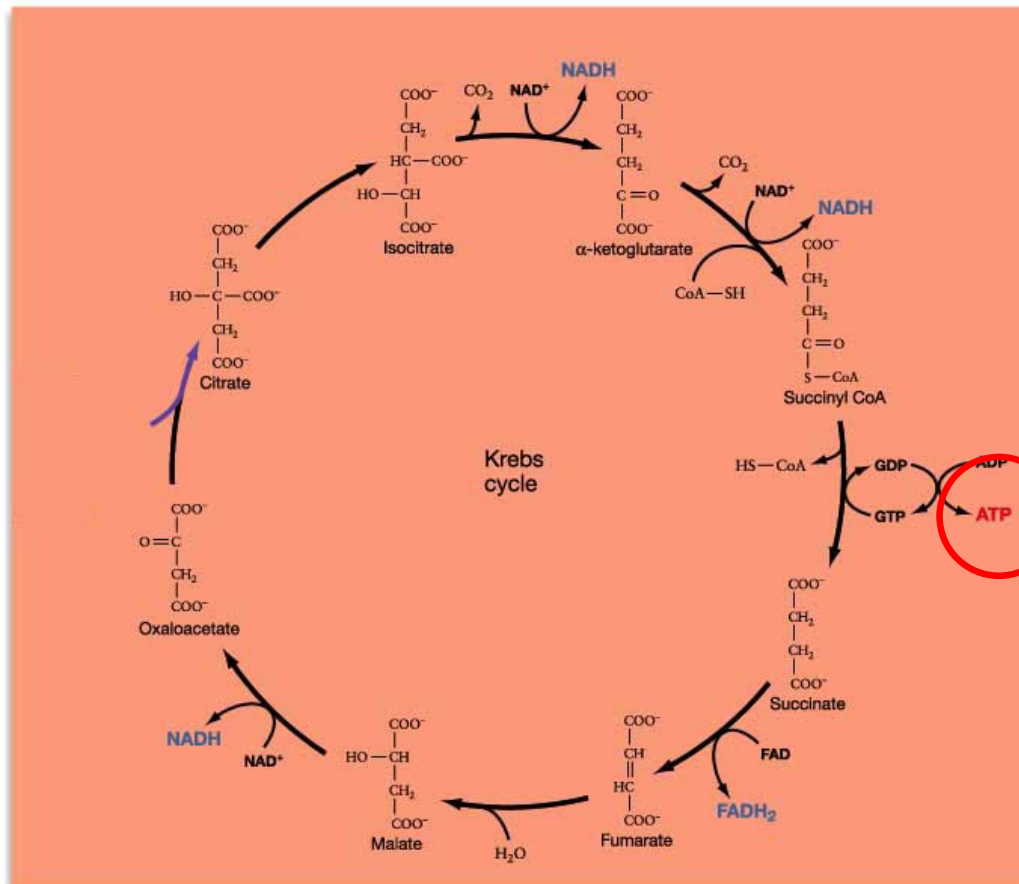 COO⁻
CH₂
HC — COO⁻
HO — CH
COO⁻
Isocitrate
CO₂
NAD⁺
NADH
COO⁻
CH₂
CH₂
C = O
COO⁻
α-ketoglutarate
CO₂
NAD⁺
NADH
CoA — SH
COO⁻
CH₂
CH₂
C = O
S — CoA
Succinyl CoA
HS — CoA
GDP
ADP
GTP
ATP
COO⁻
CH₂
CH₂
COO⁻
Succinate
FAD
FADH₂
COO⁻
CH
HC
COO⁻
Fumarate
H₂O
COO⁻
HO — CH
CH₂
COO⁻
Malate
NAD⁺
NADH
COO⁻
O = C
CH₂
COO⁻
Oxaloacetate
COO⁻
CH₂
HO — C — COO⁻
CH₂
COO⁻
Citrate
Krebs
cycle